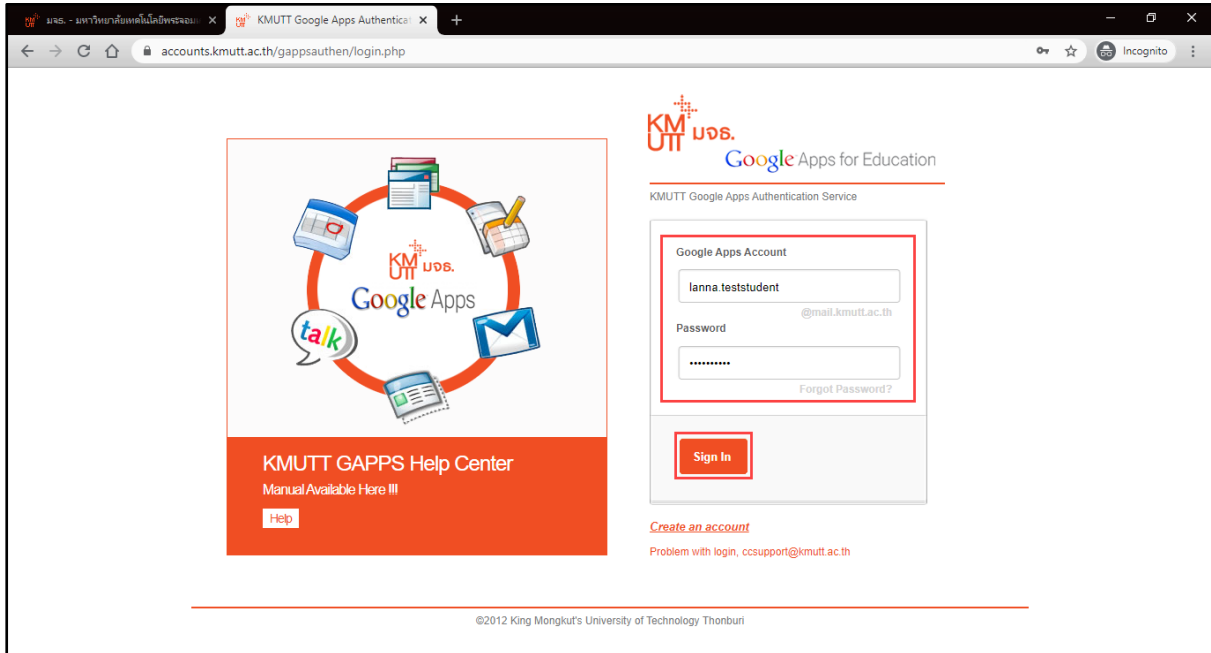 มจธ. - มหาวิทยาลัยเทคโนโลยีพระจอม
KMUTT Google Apps Authenticat
accounts.kmutt.ac.th/gappsauthen/login.php
Incognito
KM
UTT มจธ.
Google Apps
talk
KMUTT GAPPS Help Center
Manual Available Here !!!
Help
KM
UTT มจธ.
Google Apps for Education
KMUTT Google Apps Authentication Service
Google Apps Account
lanna.teststudent
@mail.kmutt.ac.th
Password
••••••••••
Forgot Password?
Sign In
Create an account
Problem with login, ccsupport@kmutt.ac.th
©2012 King Mongkut's University of Technology Thonburi